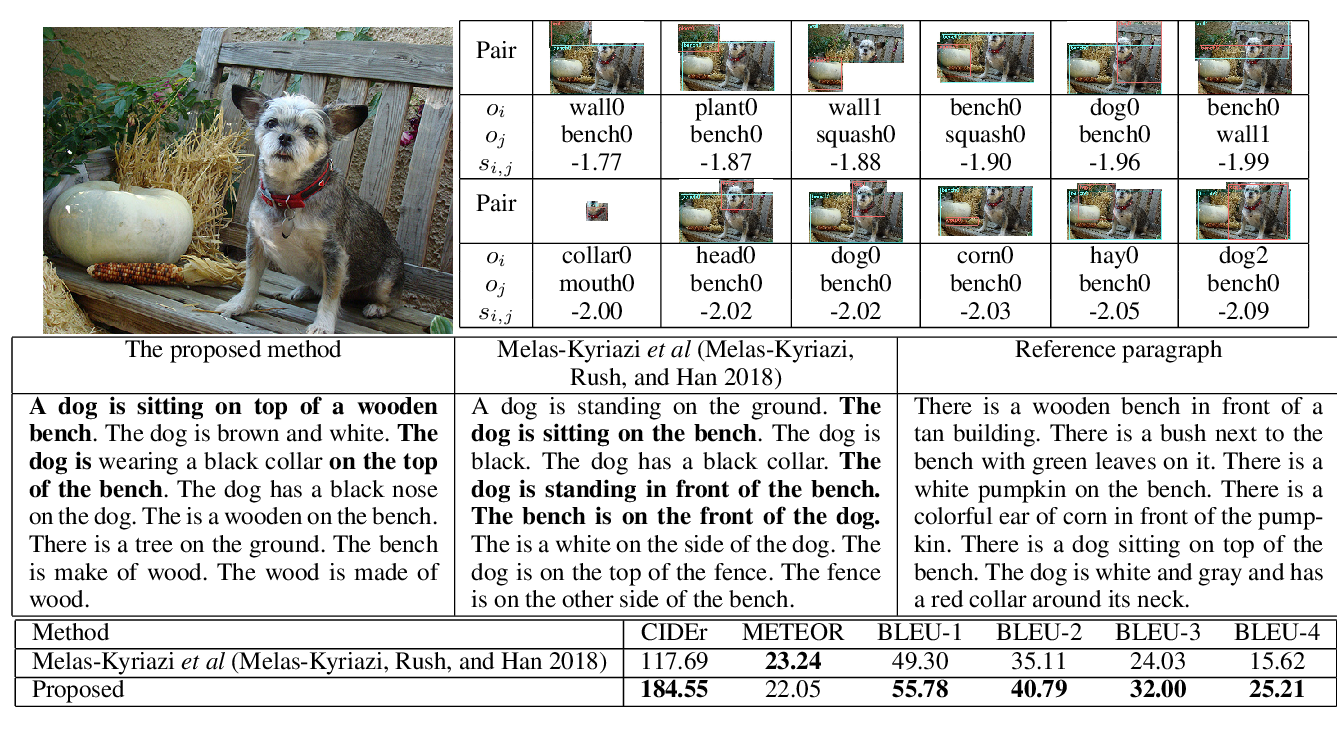 Pair
o_i wall0 plant0 wall1 bench0 dog0 bench0
o_j bench0 bench0 squash0 squash0 bench0 wall1
s_{i,j} -1.77 -1.87 -1.88 -1.90 -1.96 -1.99
Pair
o_i collar0 head0 dog0 corn0 hay0 dog2
o_j mouth0 bench0 bench0 bench0 bench0 bench0
s_{i,j} -2.00 -2.02 -2.02 -2.03 -2.05 -2.09
The proposed method
Melas-Kyriazi et al (Melas-Kyriazi,
Rush, and Han 2018)
Reference paragraph
A dog is sitting on top of a wooden
bench. The dog is brown and white. The
dog is wearing a black collar on the top
of the bench. The dog has a black nose
on the dog. The is a wooden on the bench.
There is a tree on the ground. The bench
is make of wood. The wood is made of
wood.
A dog is standing on the ground. The
dog is sitting on the bench. The dog is
black. The dog has a black collar. The
dog is standing in front of the bench.
The bench is on the front of the dog.
The is a white on the side of the dog. The
dog is on the top of the fence. The fence
is on the other side of the bench.
There is a wooden bench in front of a
tan building. There is a bush next to the
bench with green leaves on it. There is a
white pumpkin on the bench. There is a
colorful ear of corn in front of the pump-
kin. There is a dog sitting on top of the
bench. The dog is white and gray and has
a red collar around its neck.
Method CIDEr METEOR BLEU-1 BLEU-2 BLEU-3 BLEU-4
Melas-Kyriazi et al (Melas-Kyriazi, Rush, and Han 2018) 117.69 23.24 49.30 35.11 24.03 15.62
Proposed 184.55 22.05 55.78 40.79 32.00 25.21